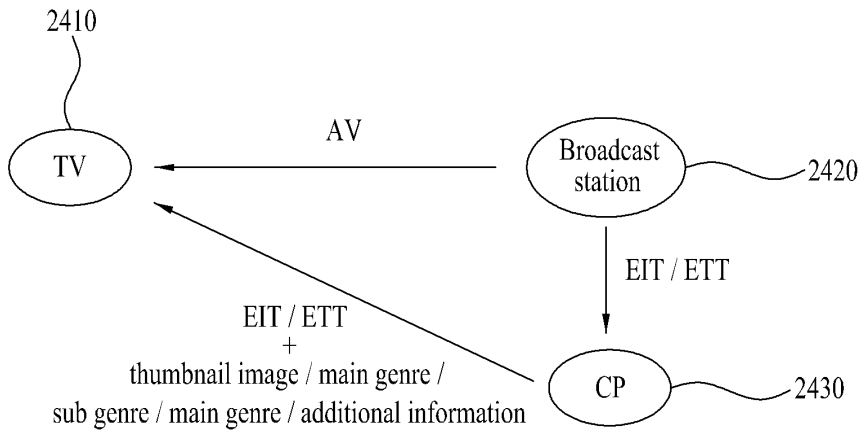 2410
AV
TV
Broadcast
station
2420
EIT / ETT
EIT / ETT
+
thumbnail image / main genre /
sub genre / main genre / additional information
CP
2430